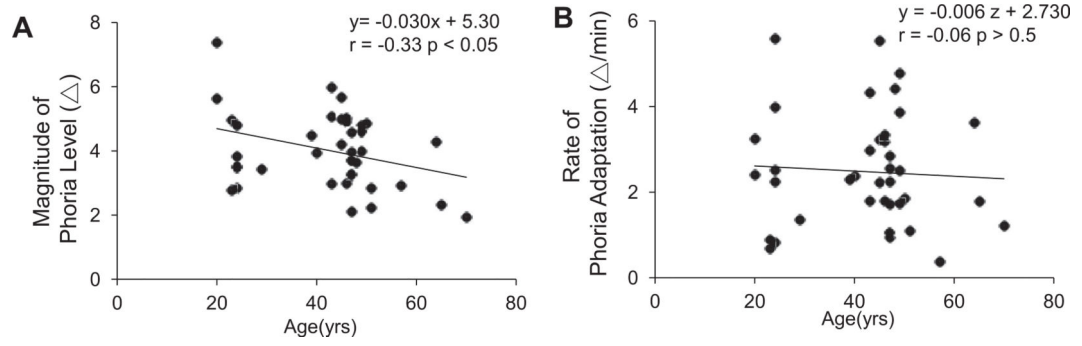 A
y= -0.030x + 5.30
r = -0.33 p < 0.05
8
6
4
2
0
0 20 40 60 80
Magnitude of
Phoria Level (△)
Age(yrs)
B
y = -0.006 z + 2.730
r = -0.06 p > 0.5
6
4
2
0
0 20 40 60 80
Rate of
Phoria Adaptation (△/min)
Age(yrs)